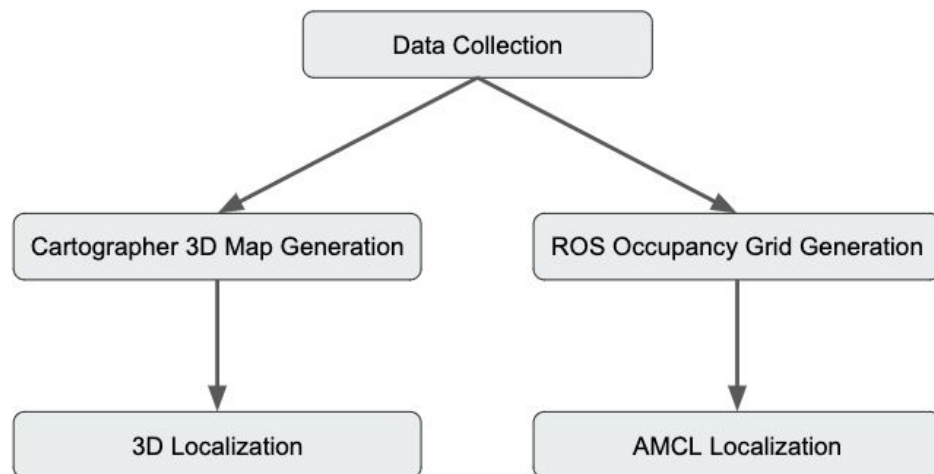 Data Collection
Cartographer 3D Map Generation
ROS Occupancy Grid Generation
3D Localization
AMCL Localization